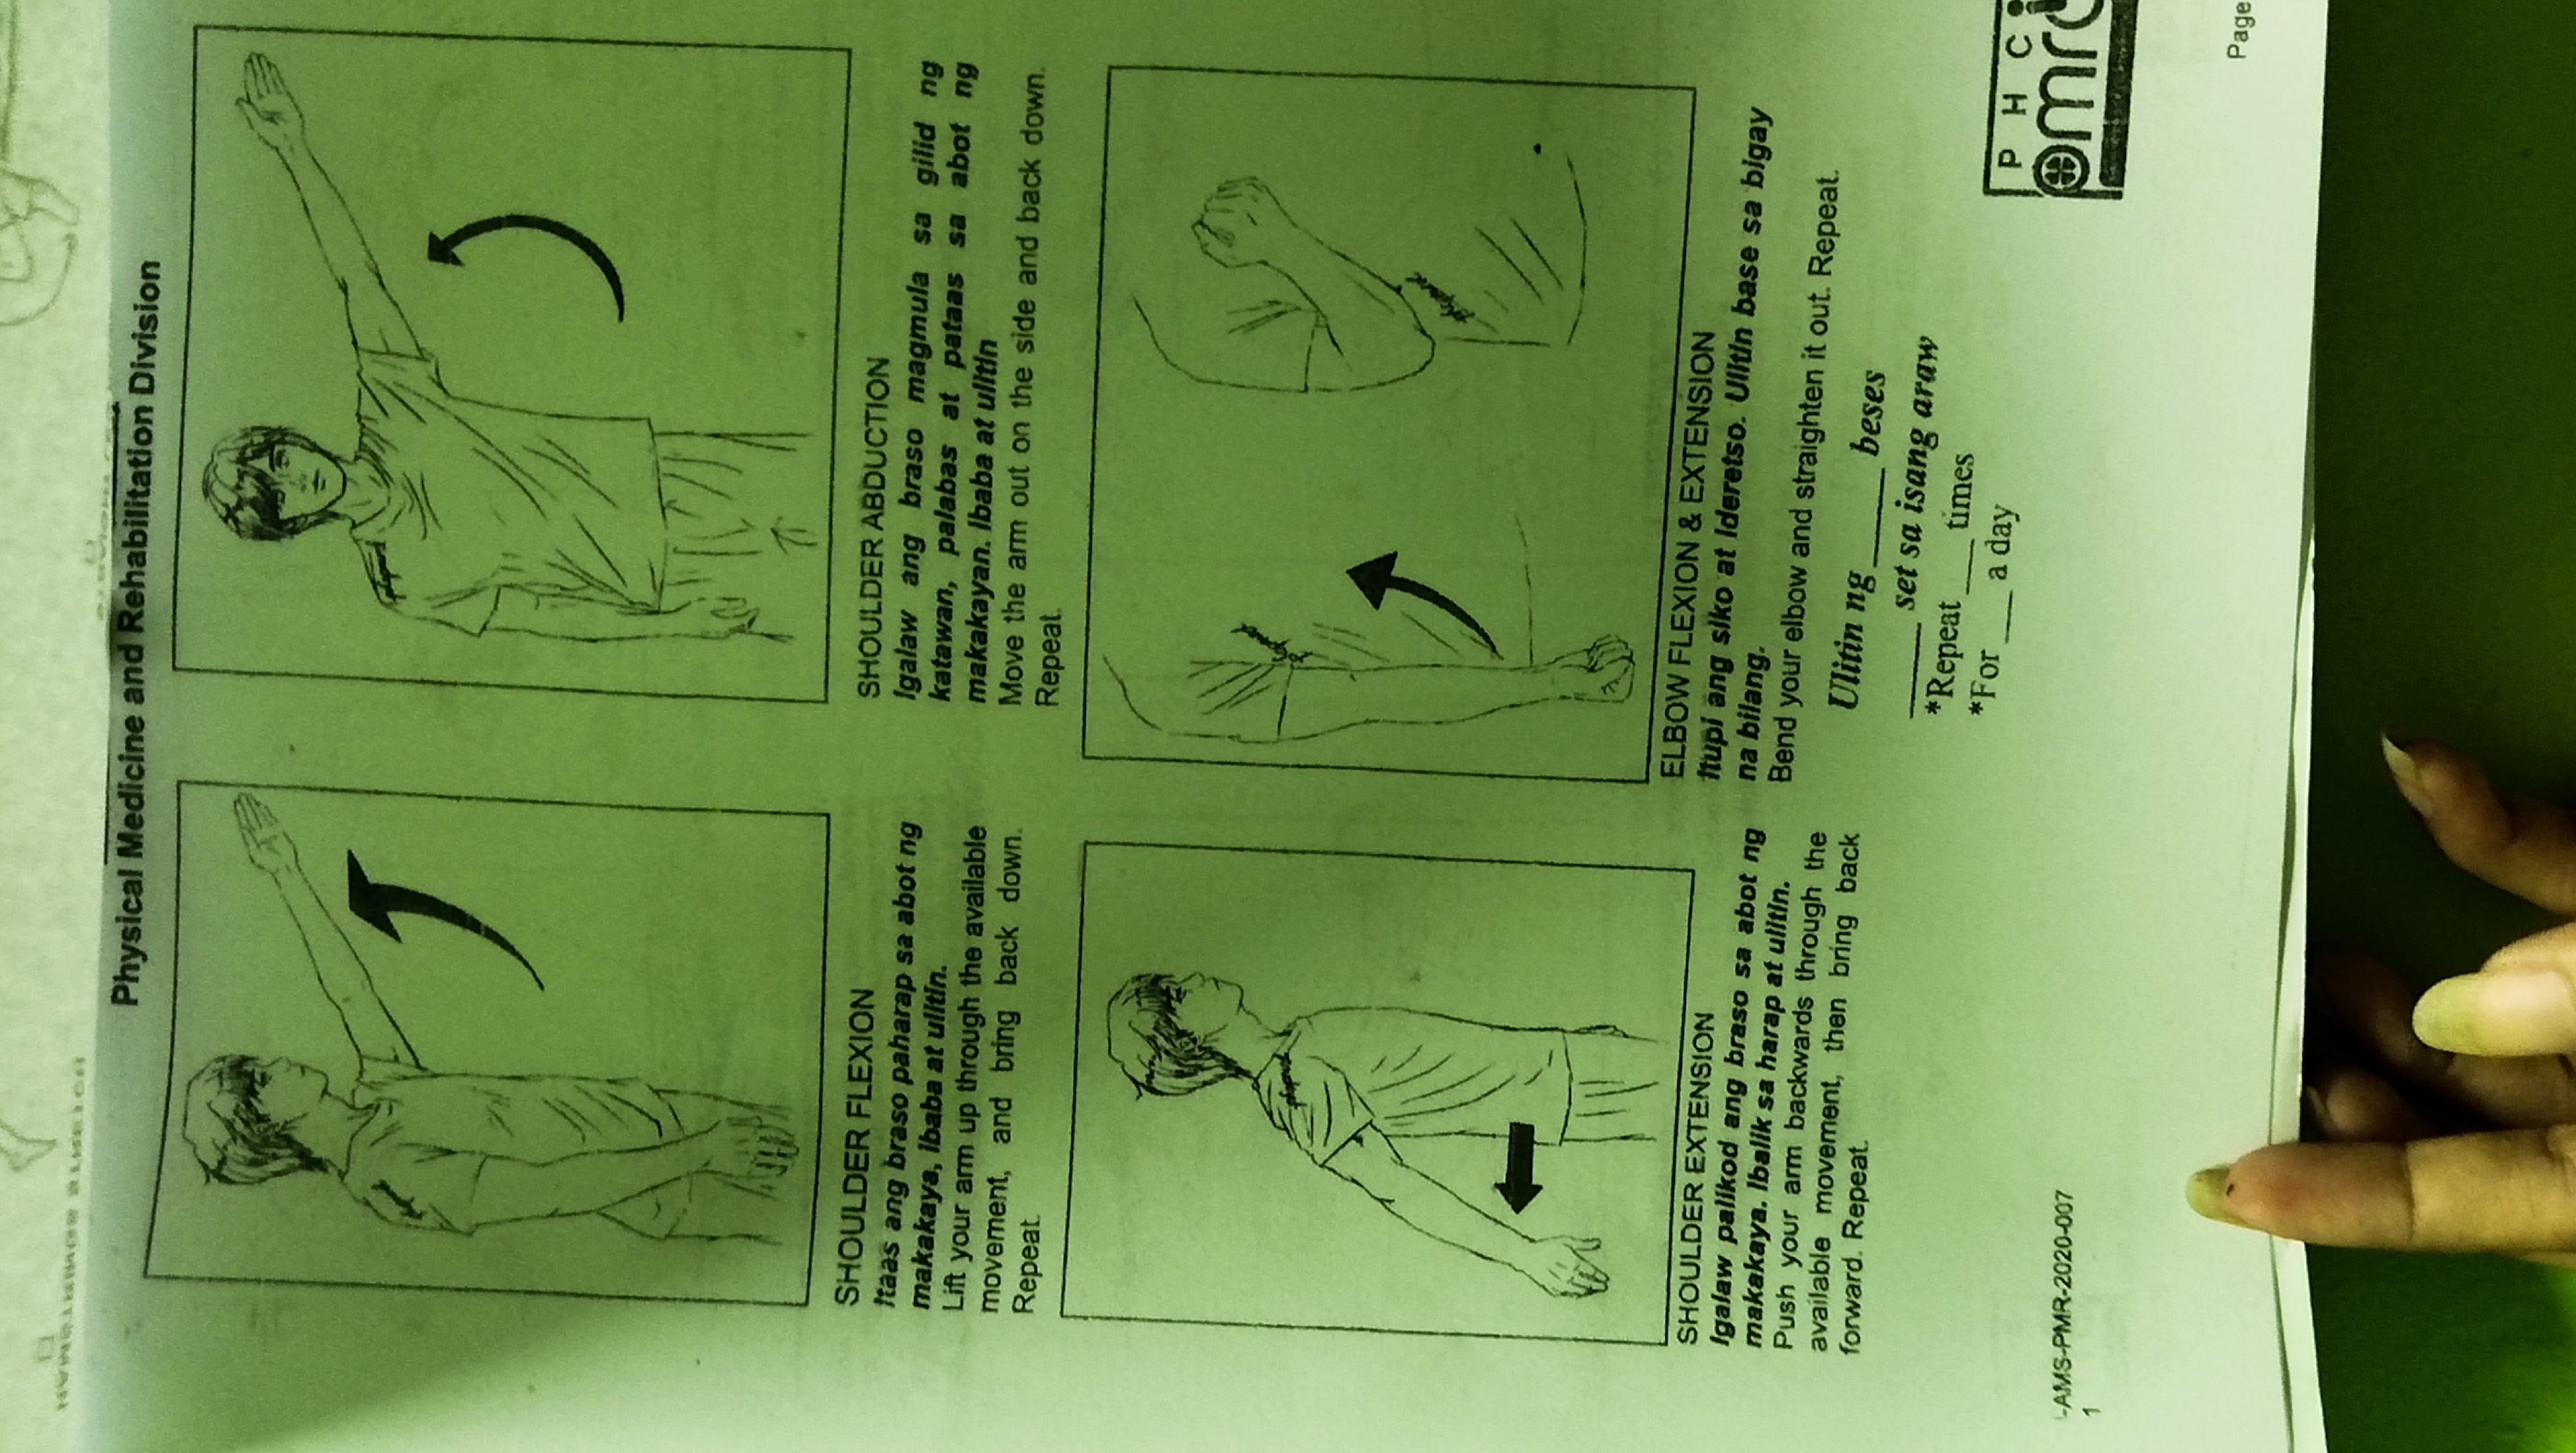 Physical Medicine and Rehabilitation Division
SHOULDER FLEXION
Itaas ang braso paharap sa abot ng
makakaya, ibaba at ulitin.
Lift your arm up through the available
movement, and bring back down.
Repeat.
SHOULDER ABDUCTION
Igalaw ang braso magmula sa gilid ng
katawan, palabas at pataas sa abot ng
makakayan. Ibaba at ulitin
Move the arm out on the side and back down.
Repeat.
SHOULDER EXTENSION
Igalaw palikod ang braso sa abot ng
makakaya. Ibalik sa harap at ulitin.
Push your arm backwards through the
available movement, then bring back
forward. Repeat.
ELBOW FLEXION & EXTENSION
Itupi ang siko at ideretso. Ulitin base sa bigay
na bilang.
Bend your elbow and straighten it out. Repeat.
Ulitin ng _____ beses
_____ set sa isang araw
*Repeat ___ times
*For ___ a day
-AMS-PMR-2020-007
1
P H C
pmr
Page